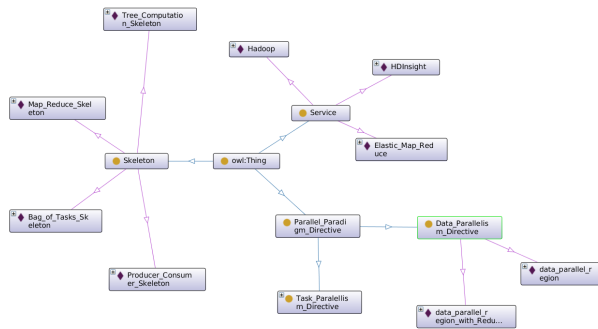 Tree_Computatio
n_Skeleton
Hadoop
HDInsight
Map_Reduce_Skel
eton
Service
Elastic_Map_Red
uce
Skeleton
owl:Thing
Bag_of_Tasks_Sk
eleton
Parallel_Paradi
gm_Directive
Data_Parallelis
m_Directive
Producer_Consum
er_Skeleton
data_parallel_r
egion
Task_Paralellis
m_Directive
data_parallel_r
egion_with_Redu...